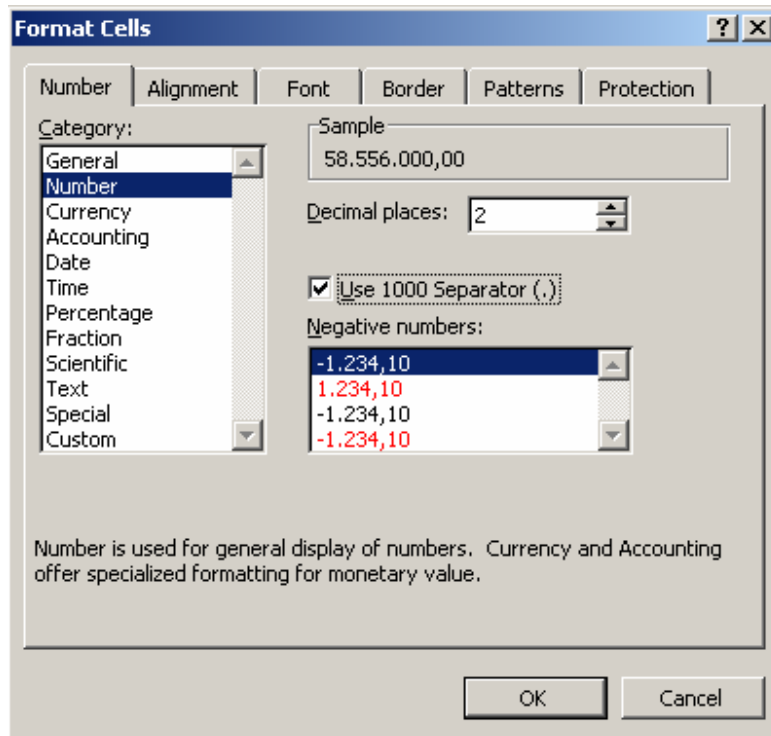 Format Cells
Number Alignment Font Border Patterns Protection
Category:
General
Number
Currency
Accounting
Date
Time
Percentage
Fraction
Scientific
Text
Special
Custom
Sample
58.556.000,00
Decimal places: 2
Use 1000 Separator (.)
Negative numbers:
-1.234,10
1.234,10
-1.234,10
-1.234,10
Number is used for general display of numbers. Currency and Accounting
offer specialized formatting for monetary value.
OK Cancel